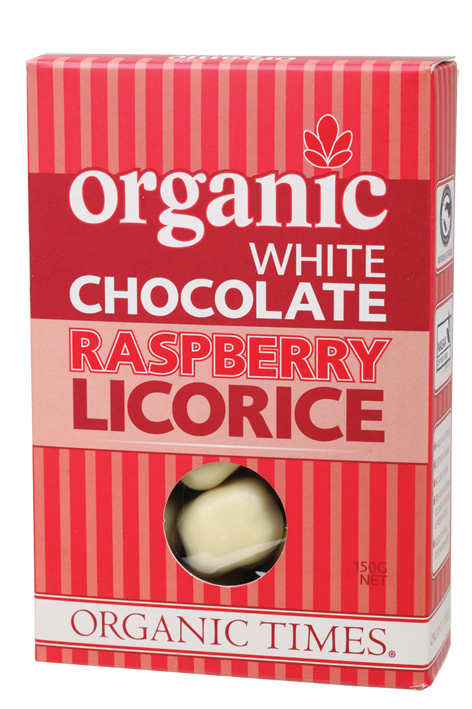 organic
WHITE
CHOCOLATE
RASPBERRY
LICORICE
150G
NET
ORGANIC TIMES®